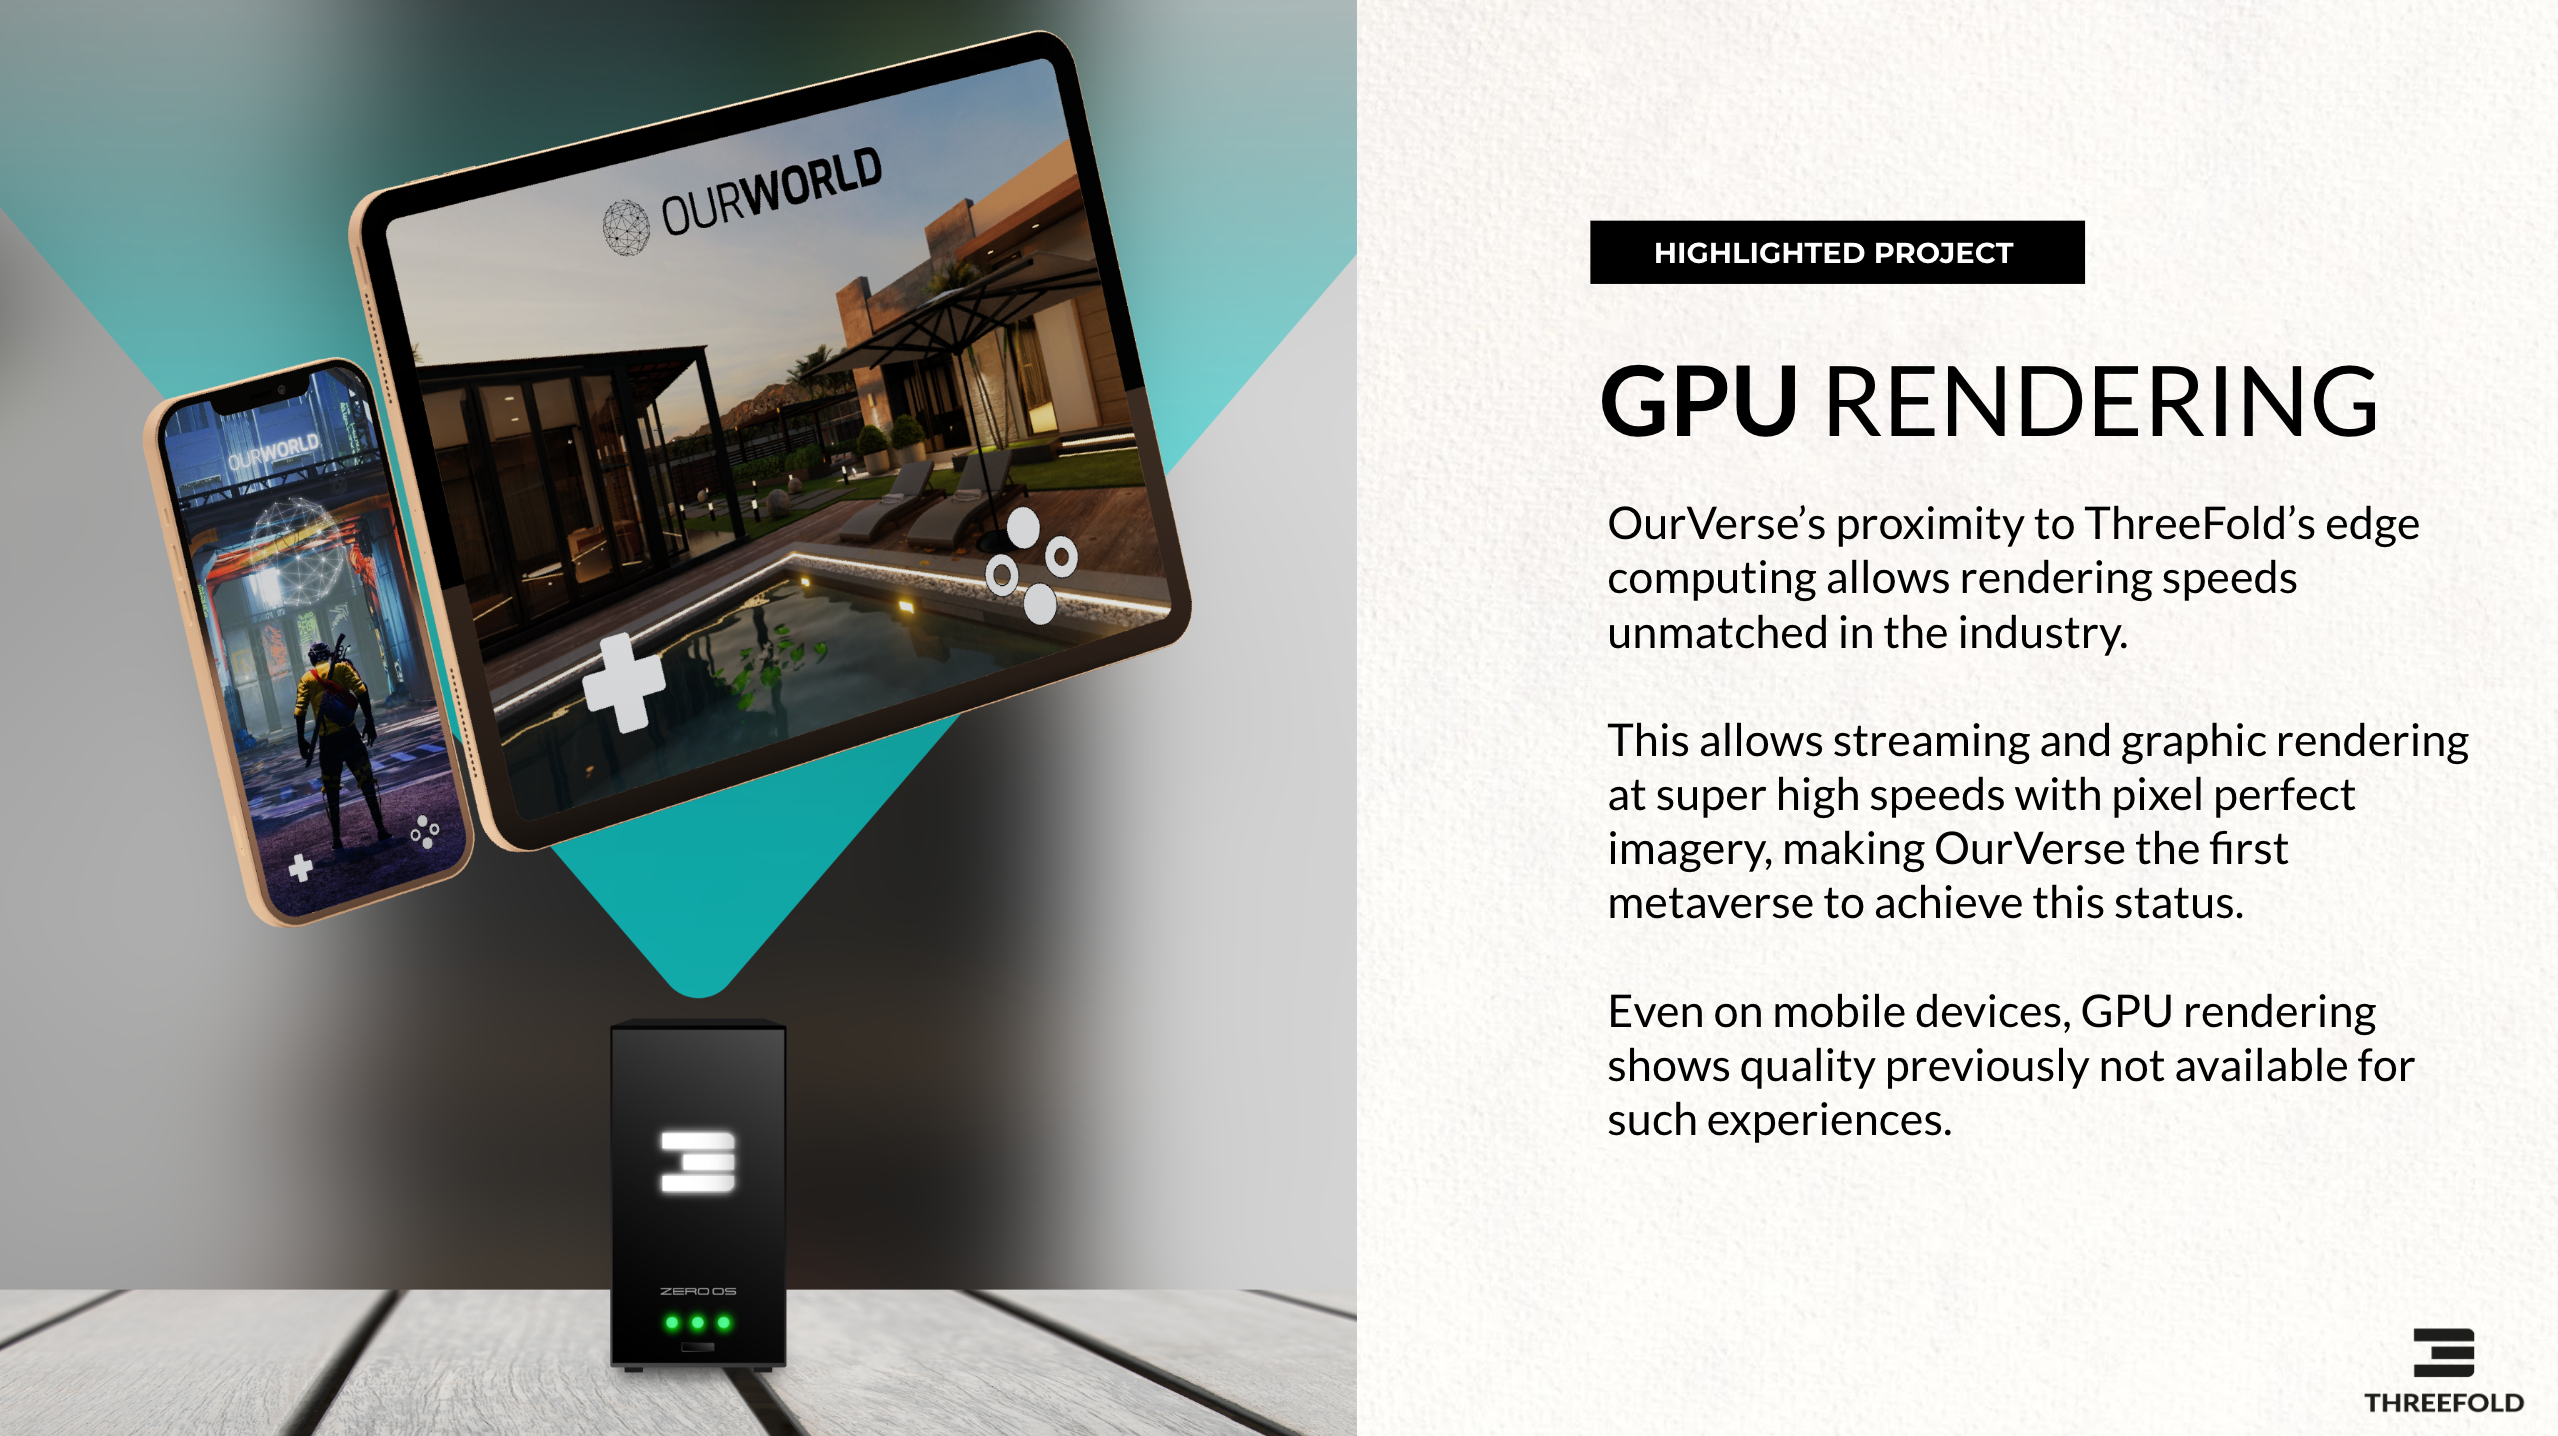 OURWORLD
OURWORLD
ZERO OS
HIGHLIGHTED PROJECT
GPU RENDERING
OurVerse’s proximity to ThreeFold’s edge
computing allows rendering speeds
unmatched in the industry.
This allows streaming and graphic rendering
at super high speeds with pixel perfect
imagery, making OurVerse the first
metaverse to achieve this status.
Even on mobile devices, GPU rendering
shows quality previously not available for
such experiences.
THREEFOLD